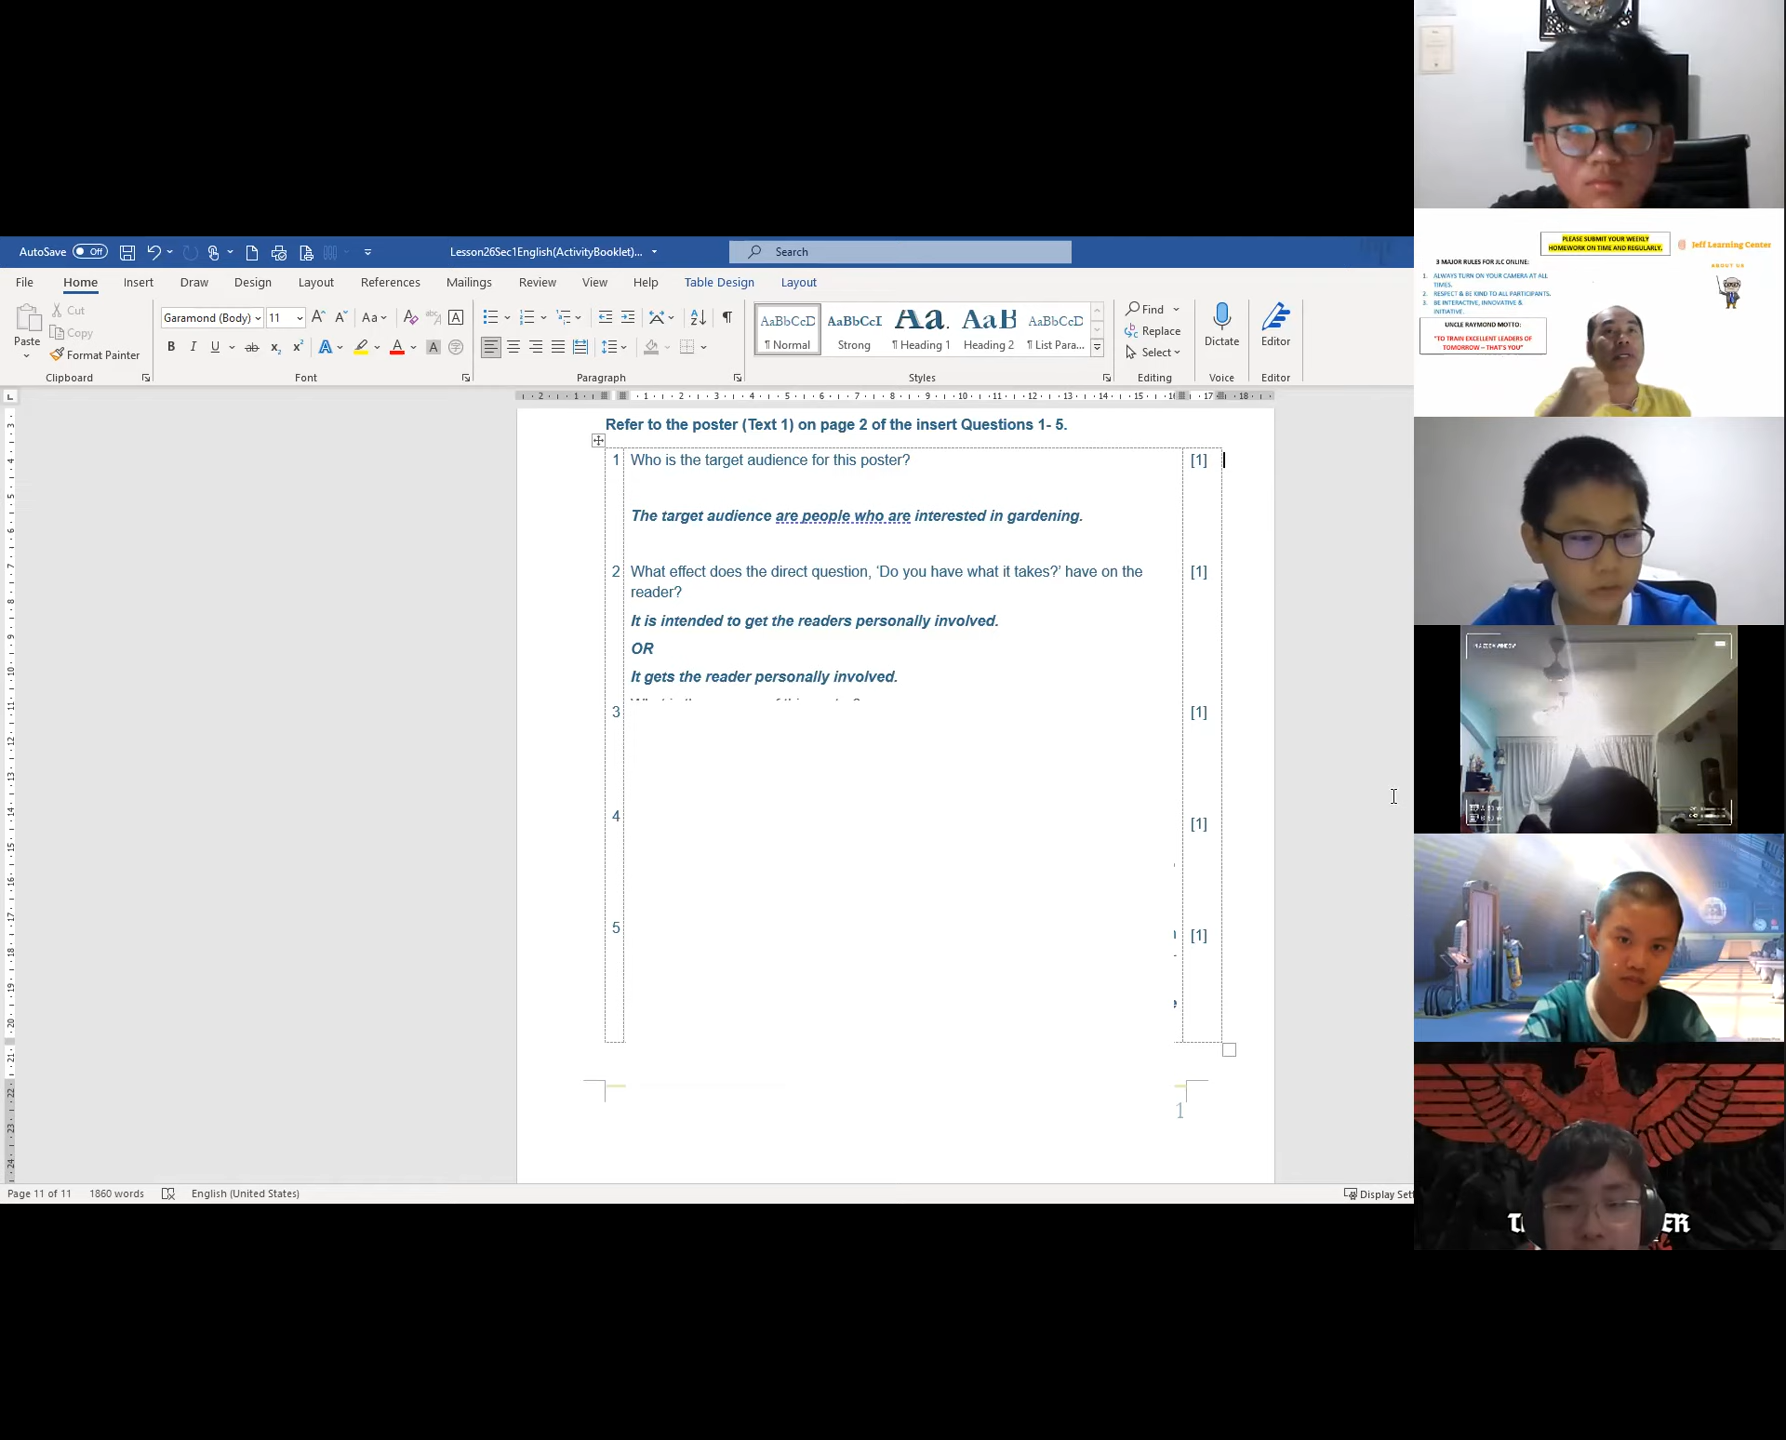 AutoSave Off
Lesson26Sec1English(ActivityBooklet)...
Search
File Home Insert Draw Design Layout References Mailings Review View Help Table Design Layout
Paste
Cut
Copy
Format Painter
Clipboard
Garamond (Body) 11
Font
Paragraph
AaBbCcD AaBbCcI AaBbCcD
¶ Normal Strong ¶ Heading 1 Heading 2 ¶ List Para...
Styles
Find
Replace
Select
Editing
Dictate
Voice
Editor
Editor
Refer to the poster (Text 1) on page 2 of the insert Questions 1- 5.
1 Who is the target audience for this poster? [1]
The target audience are people who are interested in gardening.
2 What effect does the direct question, ‘Do you have what it takes?’ have on the [1]
reader?
It is intended to get the readers personally involved.
OR
It gets the reader personally involved.
3 [1]
4 [1]
5 [1]
1
Page 11 of 11 1860 words English (United States)
Display Sett
PLEASE SUBMIT YOUR WEEKLY
HOMEWORK ON TIME AND REGULARLY.
Jeff Learning Center
ABOUT US
3 MAJOR RULES FOR JLC ONLINE:
1. ALWAYS TURN ON YOUR CAMERA AT ALL
TIMES.
2. RESPECT & BE KIND TO ALL PARTICIPANTS.
3. BE INTERACTIVE, INNOVATIVE &
INITIATIVE.
UNCLE RAYMOND MOTTO:
"TO TRAIN EXCELLENT LEADERS OF
TOMORROW – THAT'S YOU"
ER